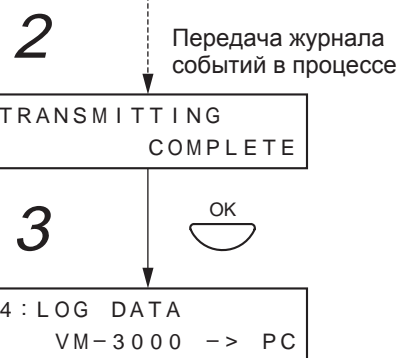 2
Передача журнала
событий в процессе
TRANSMITTING
COMPLETE
3
OK
4:LOG DATA
VM-3000 -> PC